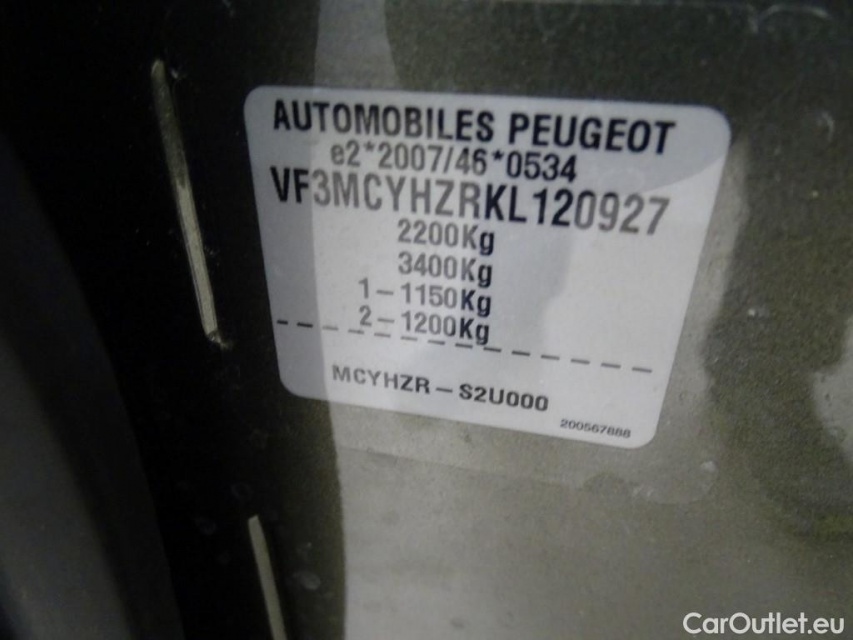 AUTOMOBILES PEUGEOT
e2*2007/46*0534
VF3MCYHZRKL120927
2200Kg
3400Kg
1-1150Kg
2-1200Kg
MCYHZR-S2U000
200567888
CarOutlet.eu